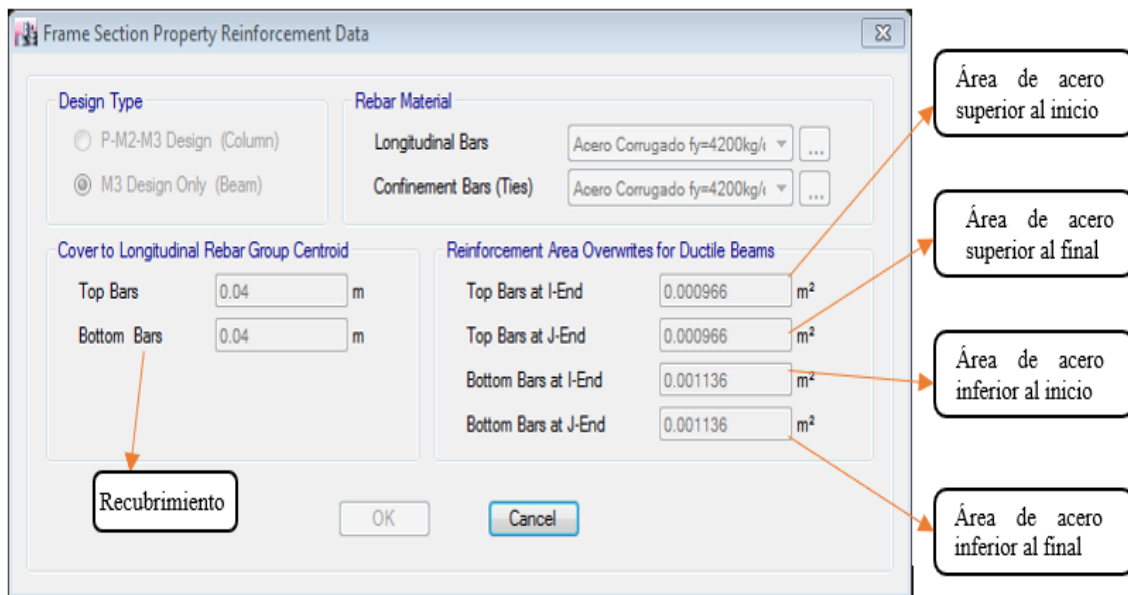 Frame Section Property Reinforcement Data
Design Type
P-M2-M3 Design (Column)
M3 Design Only (Beam)
Rebar Material
Longitudinal Bars
Acero Corrugado fy=4200kg/c
...
Confinement Bars (Ties)
Acero Corrugado fy=4200kg/c
...
Cover to Longitudinal Rebar Group Centroid
Top Bars
0.04
m
Bottom Bars
0.04
m
Reinforcement Area Overwrites for Ductile Beams
Top Bars at I-End
0.000966
m²
Top Bars at J-End
0.000966
m²
Bottom Bars at I-End
0.001136
m²
Bottom Bars at J-End
0.001136
m²
OK
Cancel
Recubrimiento
Área de acero
superior al inicio
Área de acero
superior al final
Área de acero
inferior al inicio
Área de acero
inferior al final